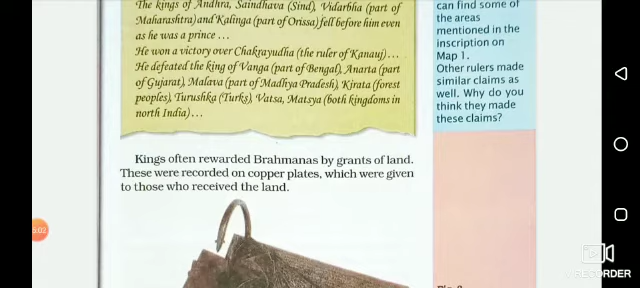 The kings of Andhra, Saindhava (Sind), Vidarbha (part of
Maharashtra) and Kalinga (part of Orissa) fell before him even
as he was a prince …
He won a victory over Chakrayudha (the ruler of Kanauj)…
He defeated the king of Vanga (part of Bengal), Anarta (part
of Gujarat), Malava (part of Madhya Pradesh), Kirata (forest
peoples), Turushka (Turks), Vatsa, Matsya (both kingdoms in
north India)…
can find some of
the areas
mentioned in the
inscription on
Map 1.
Other rulers made
similar claims as
well. Why do you
think they made
these claims?
Kings often rewarded Brahmanas by grants of land.
These were recorded on copper plates, which were given
to those who received the land.
5:02
RECORDER